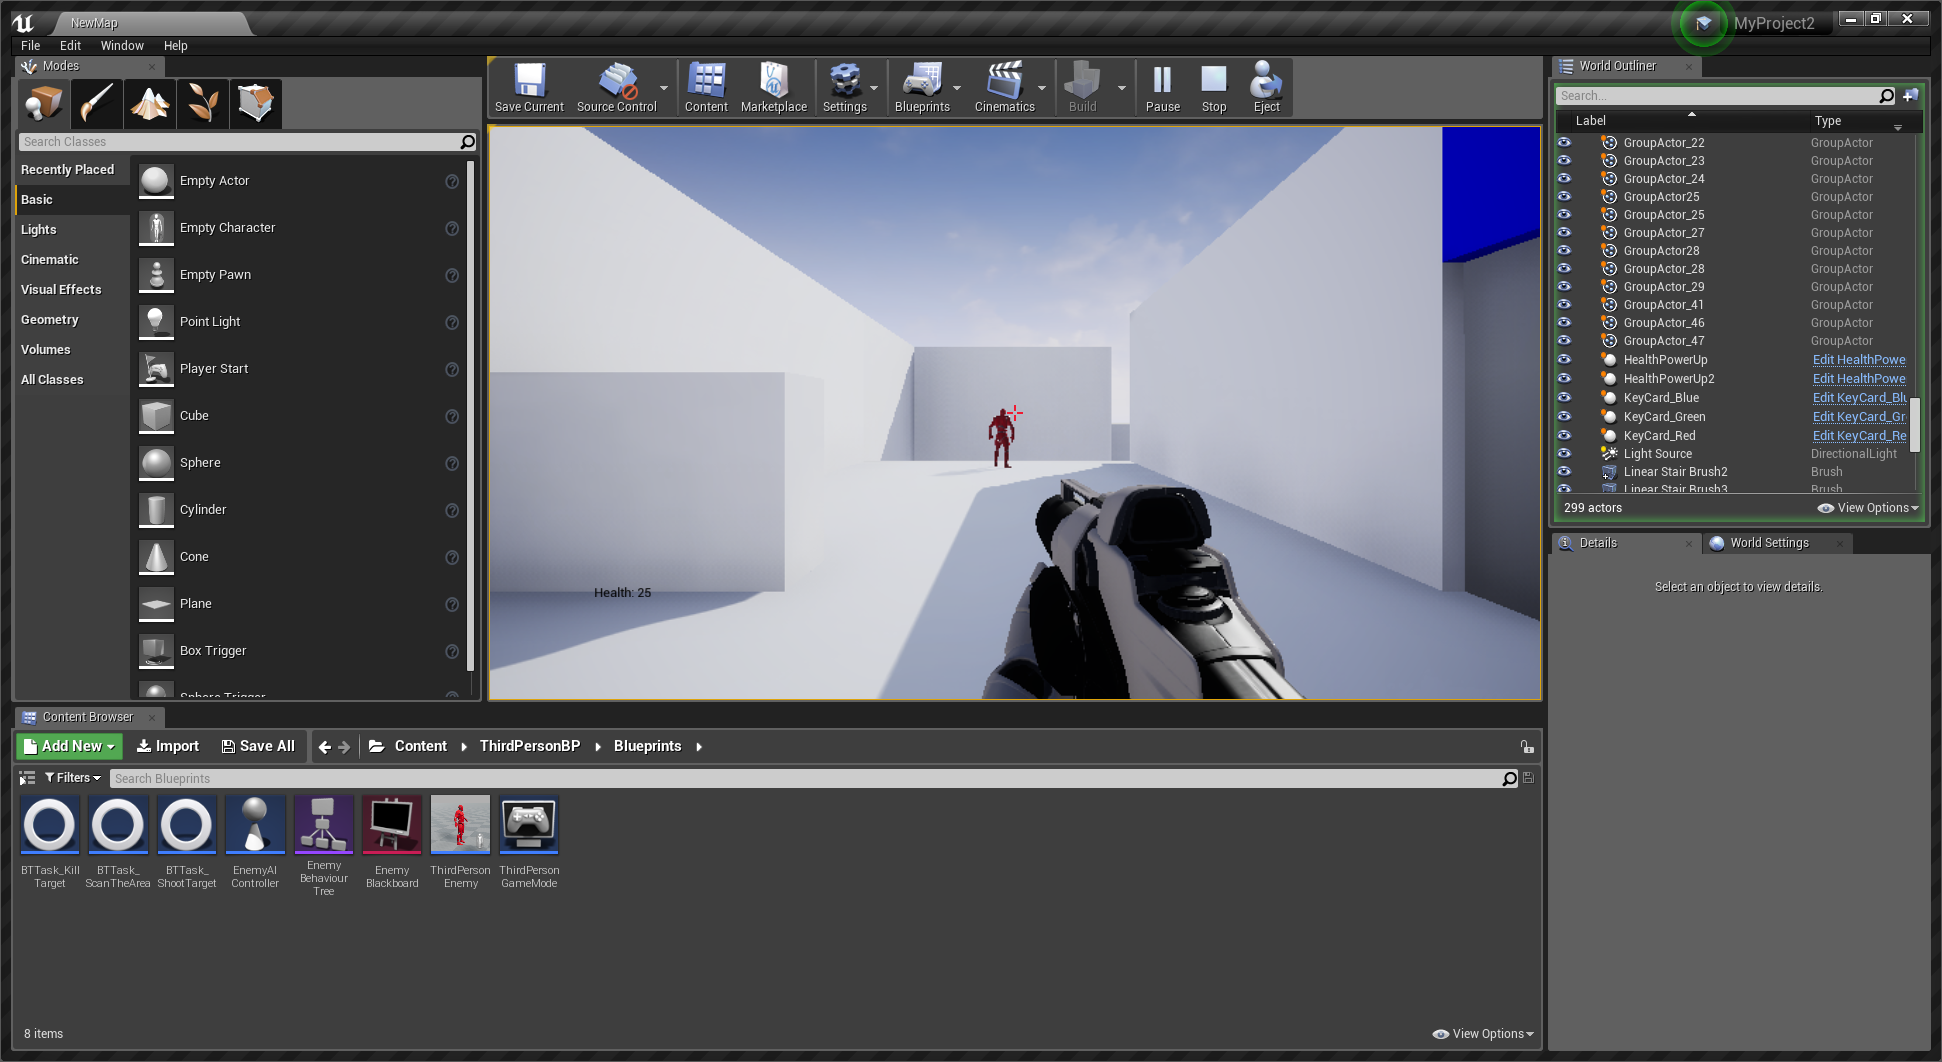 NewMap
MyProject2
File Edit Window Help
Modes
Search Classes
Recently Placed
Basic
Lights
Cinematic
Visual Effects
Geometry
Volumes
All Classes
Empty Actor
Empty Character
Empty Pawn
Point Light
Player Start
Cube
Sphere
Cylinder
Cone
Plane
Box Trigger
Sphere Trigger
Save Current Source Control Content Marketplace Settings Blueprints Cinematics Build Pause Stop Eject
Health: 25
World Outliner
Search...
Label Type
GroupActor_22 GroupActor
GroupActor_23 GroupActor
GroupActor_24 GroupActor
GroupActor25 GroupActor
GroupActor_25 GroupActor
GroupActor_27 GroupActor
GroupActor28 GroupActor
GroupActor_28 GroupActor
GroupActor_29 GroupActor
GroupActor_41 GroupActor
GroupActor_46 GroupActor
GroupActor_47 GroupActor
HealthPowerUp Edit HealthPowe
HealthPowerUp2 Edit HealthPowe
KeyCard_Blue Edit KeyCard_Blu
KeyCard_Green Edit KeyCard_Gr
KeyCard_Red Edit KeyCard_Re
Light Source DirectionalLight
Linear Stair Brush2 Brush
Linear Stair Brush3 Brush
299 actors View Options
Details World Settings
Select an object to view details.
Content Browser
Add New Import Save All Content ThirdPersonBP Blueprints
Filters Search Blueprints
BTTask_Kill
Target
BTTask_
ScanTheArea
BTTask_
ShootTarget
EnemyAI
Controller
Enemy
Behaviour
Tree
Enemy
Blackboard
ThirdPerson
Enemy
ThirdPerson
GameMode
8 items View Options